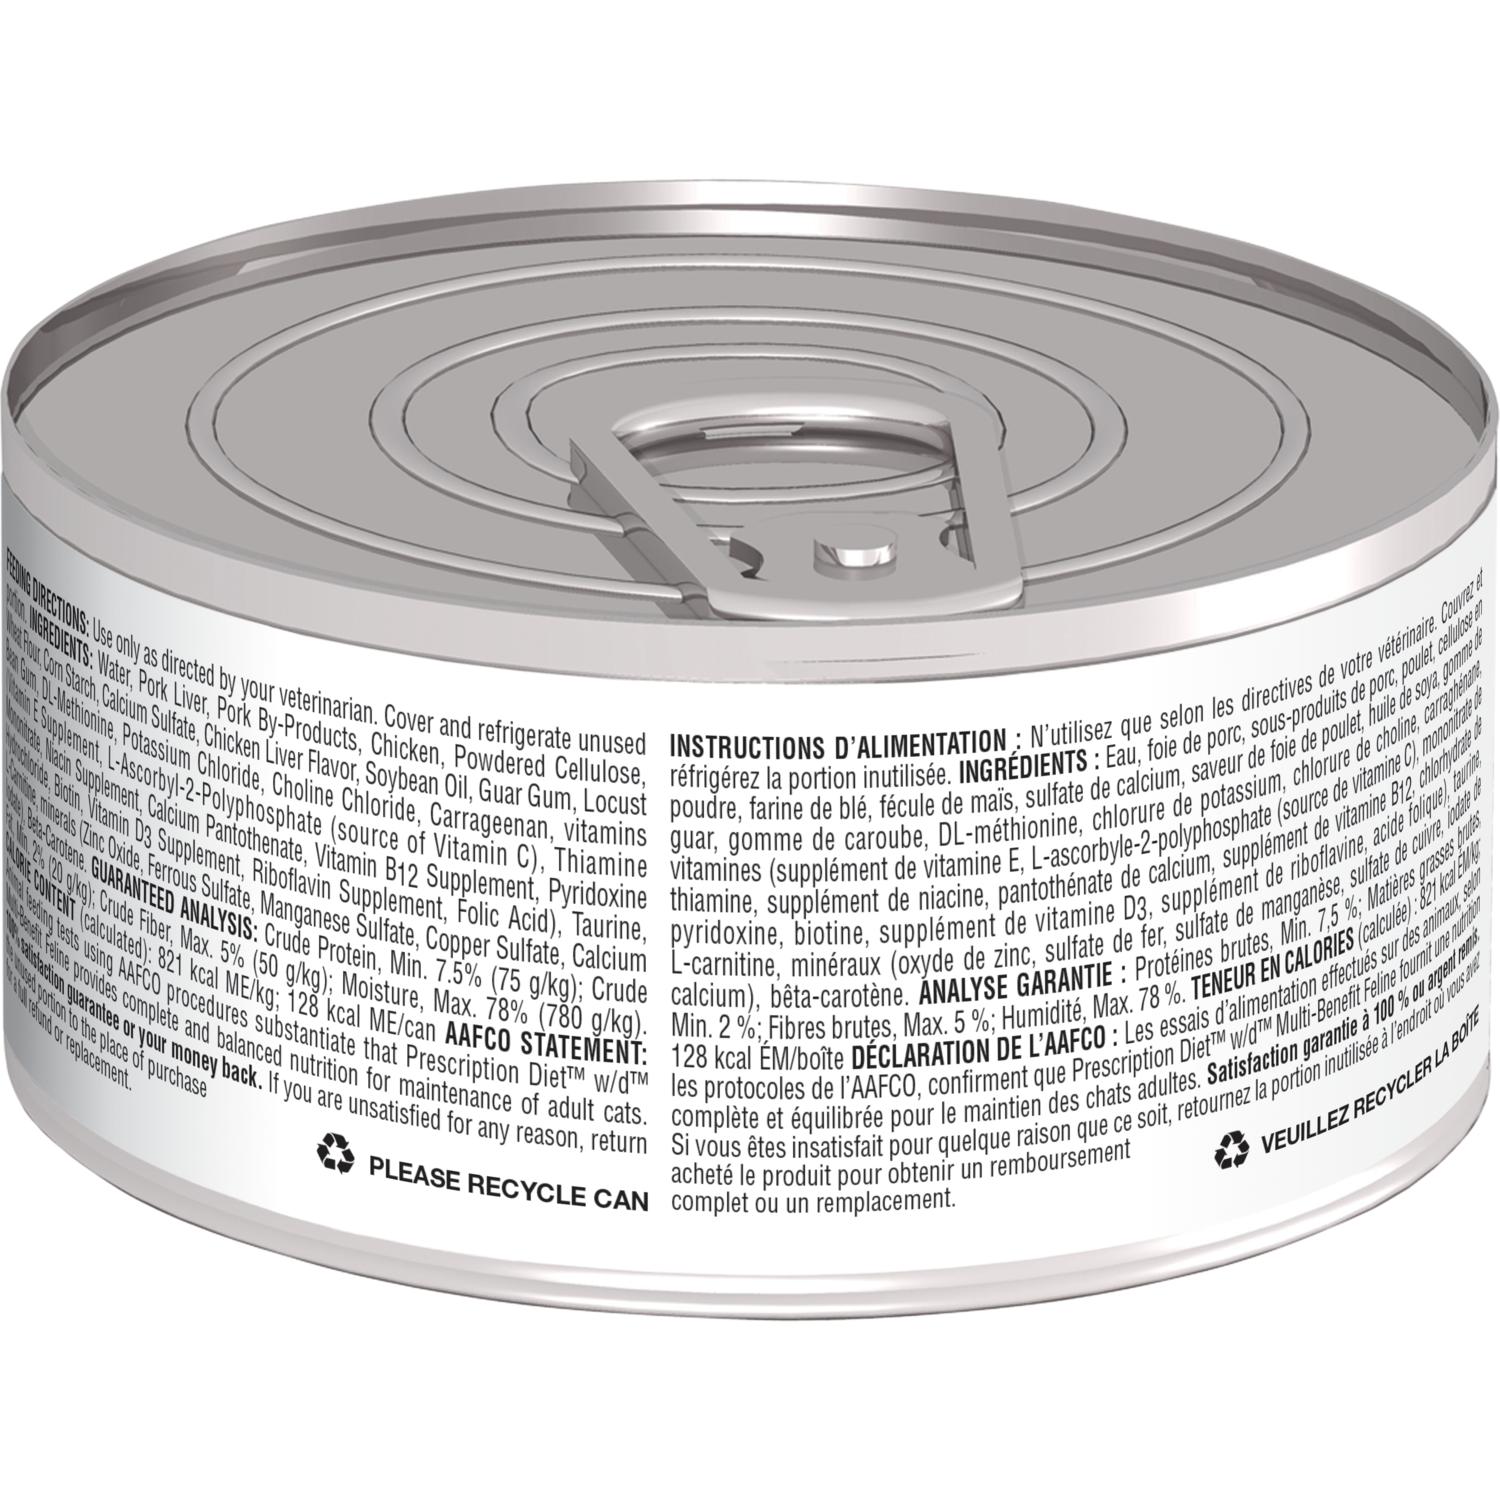 FEEDING DIRECTIONS: Use only as directed by your veterinarian. Cover and refrigerate unused
portion. INGREDIENTS: Water, Pork Liver, Pork By-Products, Chicken, Powdered Cellulose,
Wheat Flour, Corn Starch, Calcium Sulfate, Chicken Liver Flavor, Soybean Oil, Guar Gum, Locust
Bean Gum, DL-Methionine, Potassium Chloride, Choline Chloride, Carrageenan, vitamins
E Supplement, L-Ascorbyl-2-Polyphosphate (source of Vitamin C), Thiamine
Niacin Supplement, Calcium Pantothenate, Vitamin B12 Supplement, Pyridoxine
Biotin, Vitamin D3 Supplement, Riboflavin Supplement, Folic Acid), Taurine,
minerals (Zinc Oxide, Ferrous Sulfate, Manganese Sulfate, Copper Sulfate, Calcium
Beta-Carotene. GUARANTEED ANALYSIS: Crude Protein, Min. 7.5% (75 g/kg); Crude
Min. 2% (20 g/kg); Crude Fiber, Max. 5% (50 g/kg); Moisture, Max. 78% (780 g/kg).
CALORIE CONTENT (calculated): 821 kcal ME/kg; 128 kcal ME/can AAFCO STATEMENT:
feeding tests using AAFCO procedures substantiate that Prescription Diet™ w/d™
Feline provides complete and balanced nutrition for maintenance of adult cats.
satisfaction guarantee or your money back. If you are unsatisfied for any reason, return
unused portion to the place of purchase
refund or replacement.
PLEASE RECYCLE CAN
INSTRUCTIONS D'ALIMENTATION : N'utilisez que selon les directives de votre vétérinaire. Couvrez et
réfrigérez la portion inutilisée. INGRÉDIENTS : Eau, foie de porc, sous-produits de porc, poulet, cellulose en
poudre, farine de blé, fécule de maïs, sulfate de calcium, saveur de foie de poulet, huile de soya, gomme de
guar, gomme de caroube, DL-méthionine, chlorure de potassium, chlorure de choline, carraghénane,
vitamines (supplément de vitamine E, L-ascorbyle-2-polyphosphate (source de vitamine C), mononitrate de
thiamine, supplément de niacine, pantothénate de calcium, supplément de vitamine B12, chlorhydrate de
pyridoxine, biotine, supplément de vitamine D3, supplément de riboflavine, acide folique), taurine,
L-carnitine, minéraux (oxyde de zinc, sulfate de fer, sulfate de manganèse, sulfate de cuivre, iodate de
calcium), bêta-carotène. ANALYSE GARANTIE : Protéines brutes, Min. 7,5 %; Matières grasses brutes,
Min. 2 %; Fibres brutes, Max. 5 %; Humidité, Max. 78 %. TENEUR EN CALORIES (calculée) : 821 kcal ÉM/kg;
128 kcal ÉM/boîte DÉCLARATION DE L'AAFCO : Les essais d'alimentation effectués sur des animaux, selon
les protocoles de l'AAFCO, confirment que Prescription Diet™ w/d™ Multi-Benefit Feline fournit une nutrition
complète et équilibrée pour le maintien des chats adultes. Satisfaction garantie à 100 % ou argent remis.
Si vous êtes insatisfait pour quelque raison que ce soit, retournez la portion inutilisée à l'endroit où vous avez
acheté le produit pour obtenir un remboursement
complet ou un remplacement.
VEUILLEZ RECYCLER LA BOÎTE